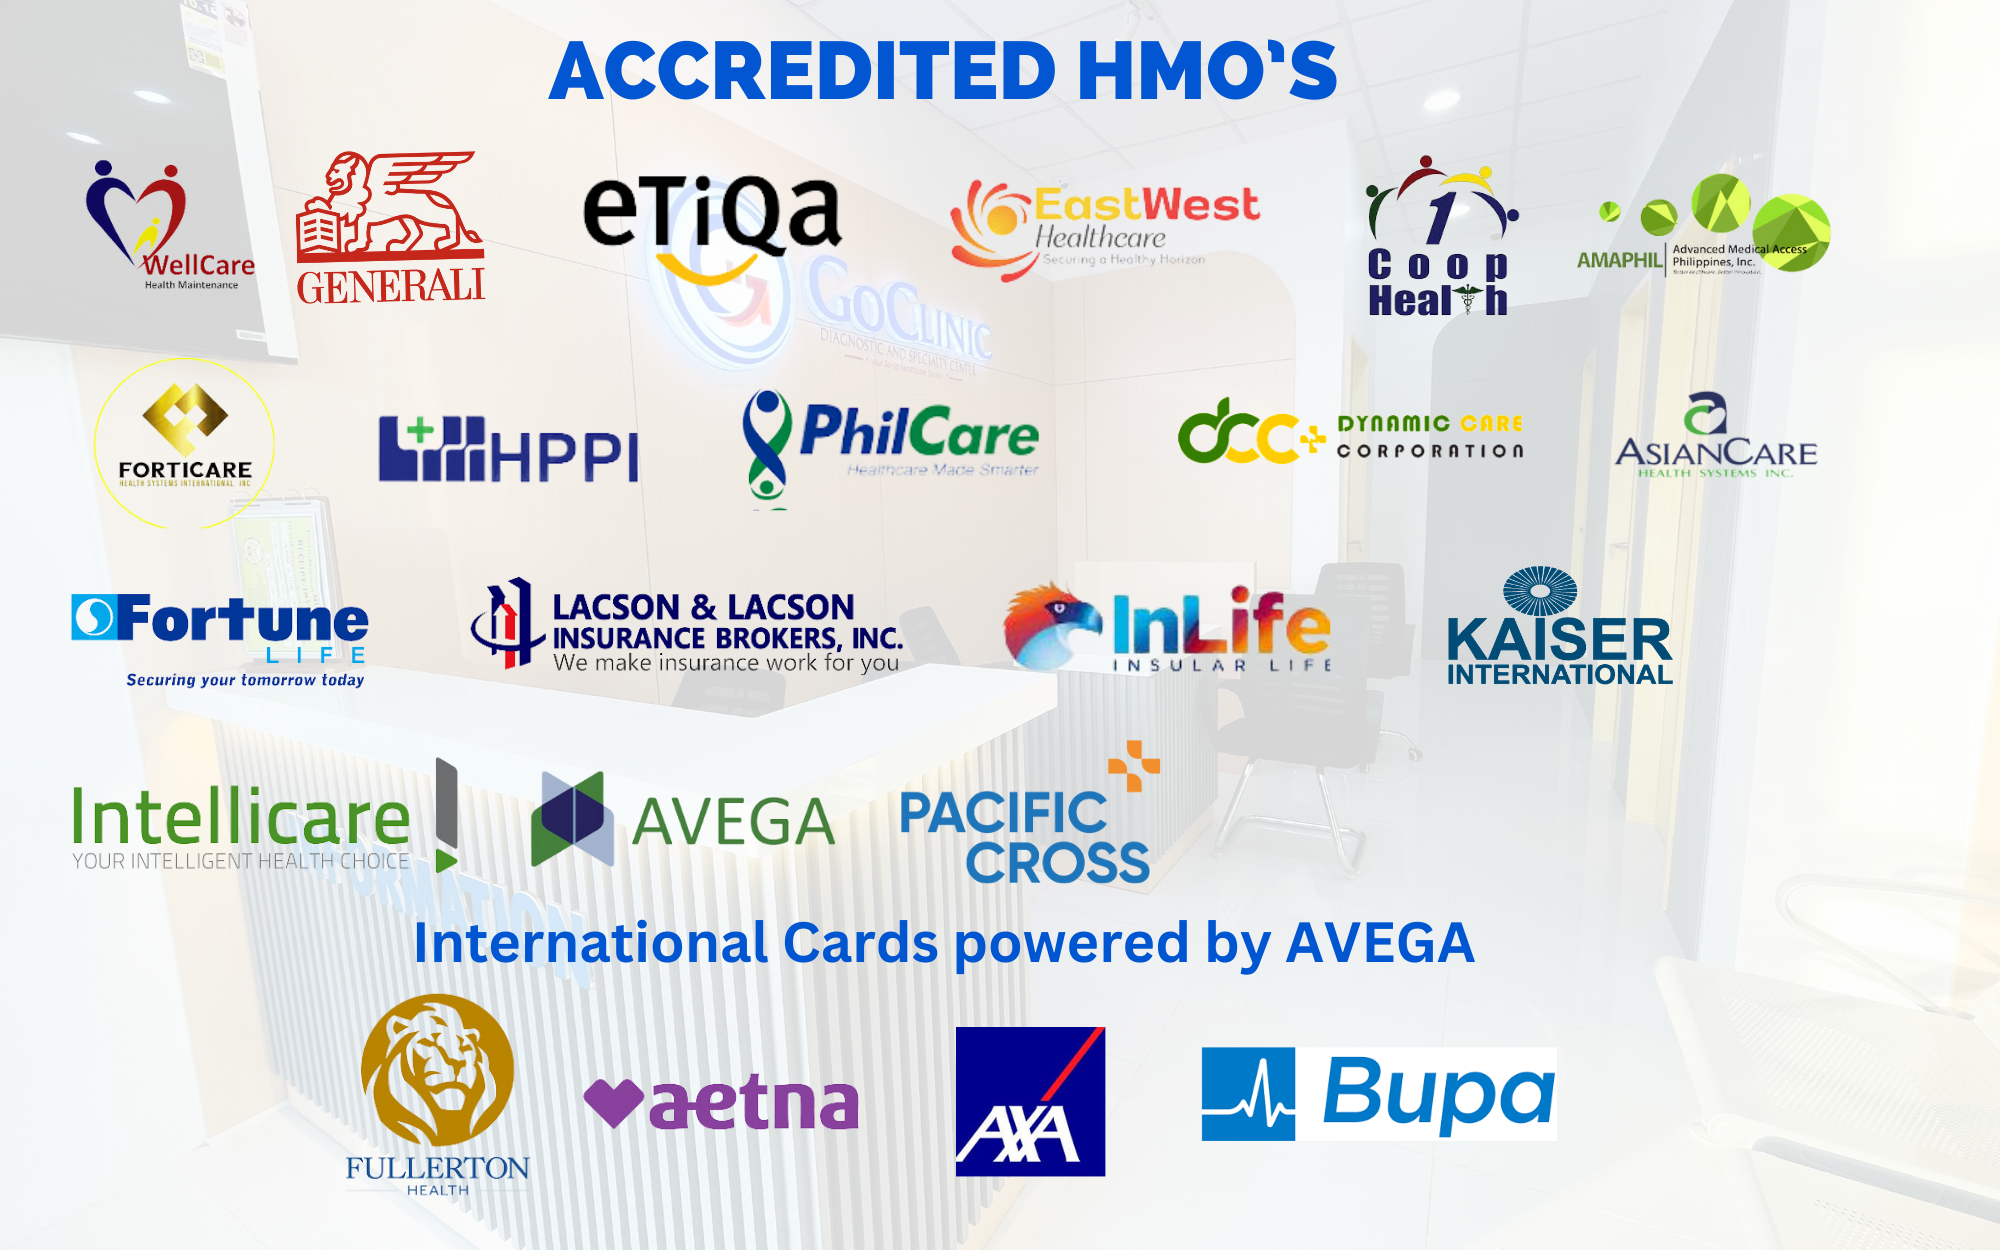 ACCREDITED HMO'S
WellCare
Health Maintenance
GENERALI
eTiQa
EastWest
Healthcare
Securing a Healthy Horizon
1
Coop
Health
AMAPHIL
Advanced Medical Access
Philippines, Inc.
GOCLINIC
DIAGNOSTIC AND SPECIALTY CENTER
FORTICARE
HEALTH SYSTEMS INTERNATIONAL, INC
HPPI
PhilCare
Healthcare Made Smarter
dcc
DYNAMIC CARE
CORPORATION
ASIANCARE
HEALTH SYSTEMS INC.
Fortune
LIFE
Securing your tomorrow today
LACSON & LACSON
INSURANCE BROKERS, INC.
We make insurance work for you
InLife
INSULAR LIFE
KAISER
INTERNATIONAL
Intellicare
YOUR INTELLIGENT HEALTH CHOICE
AVEGA
PACIFIC
CROSS
INFORMATION
International Cards powered by AVEGA
FULLERTON
HEALTH
aetna
AXA
Bupa